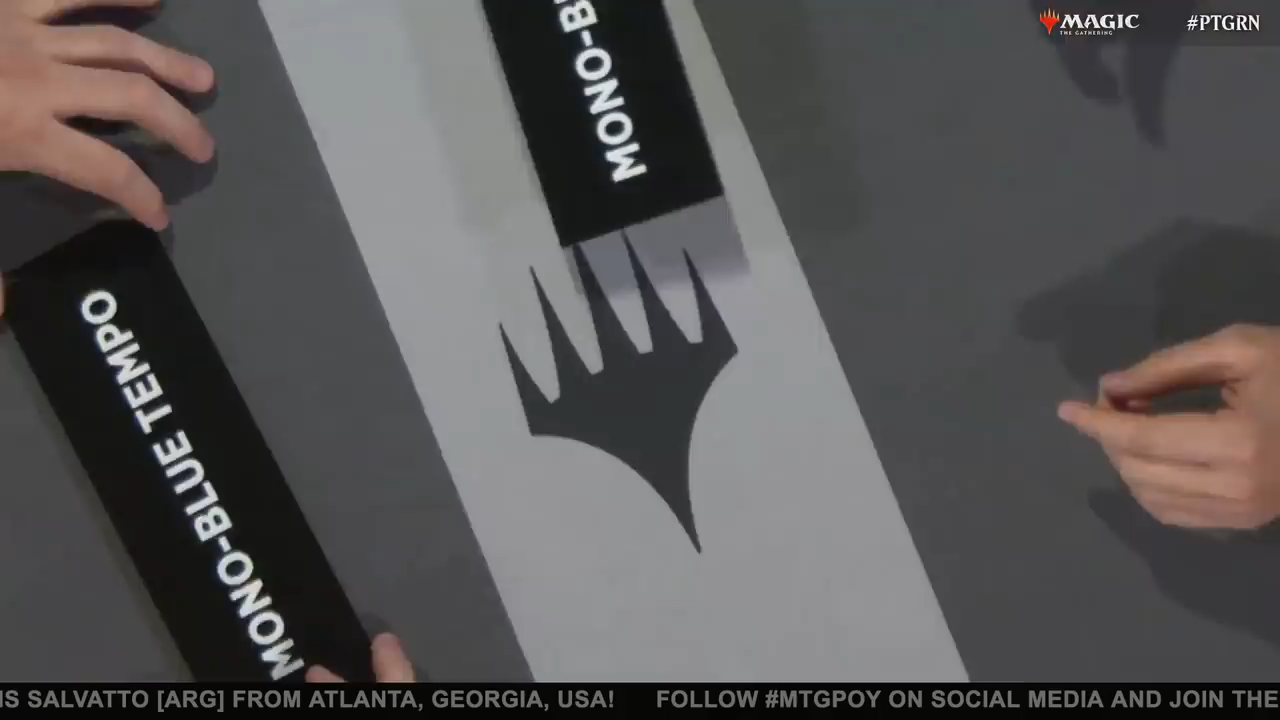 MAGIC
THE GATHERING
#PTGRN
MONO-B
MONO-BLUE TEMPO
IS SALVATTO [ARG] FROM ATLANTA, GEORGIA, USA! FOLLOW #MTGPOY ON SOCIAL MEDIA AND JOIN THE